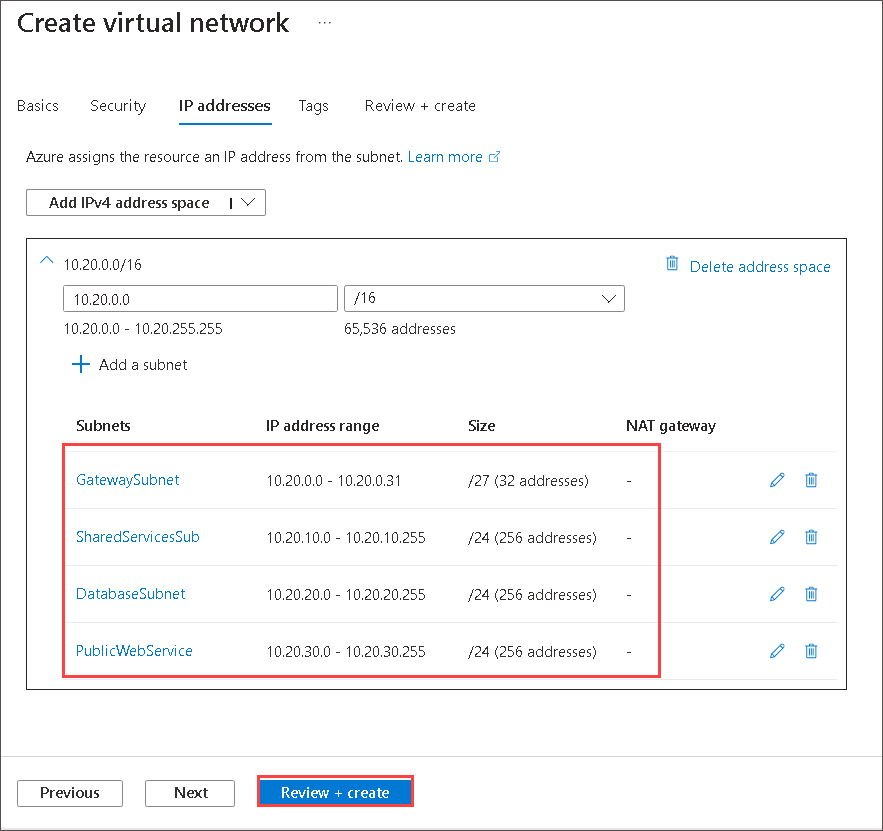 Create virtual network ...
Basics Security IP addresses Tags Review + create
Azure assigns the resource an IP address from the subnet. Learn more
Add IPv4 address space |
10.20.0.0/16 Delete address space
10.20.0.0 /16
10.20.0.0 - 10.20.255.255 65,536 addresses
+ Add a subnet
Subnets IP address range Size NAT gateway
GatewaySubnet 10.20.0.0 - 10.20.0.31 /27 (32 addresses) -
SharedServicesSub 10.20.10.0 - 10.20.10.255 /24 (256 addresses) -
DatabaseSubnet 10.20.20.0 - 10.20.20.255 /24 (256 addresses) -
PublicWebService 10.20.30.0 - 10.20.30.255 /24 (256 addresses) -
Previous Next Review + create